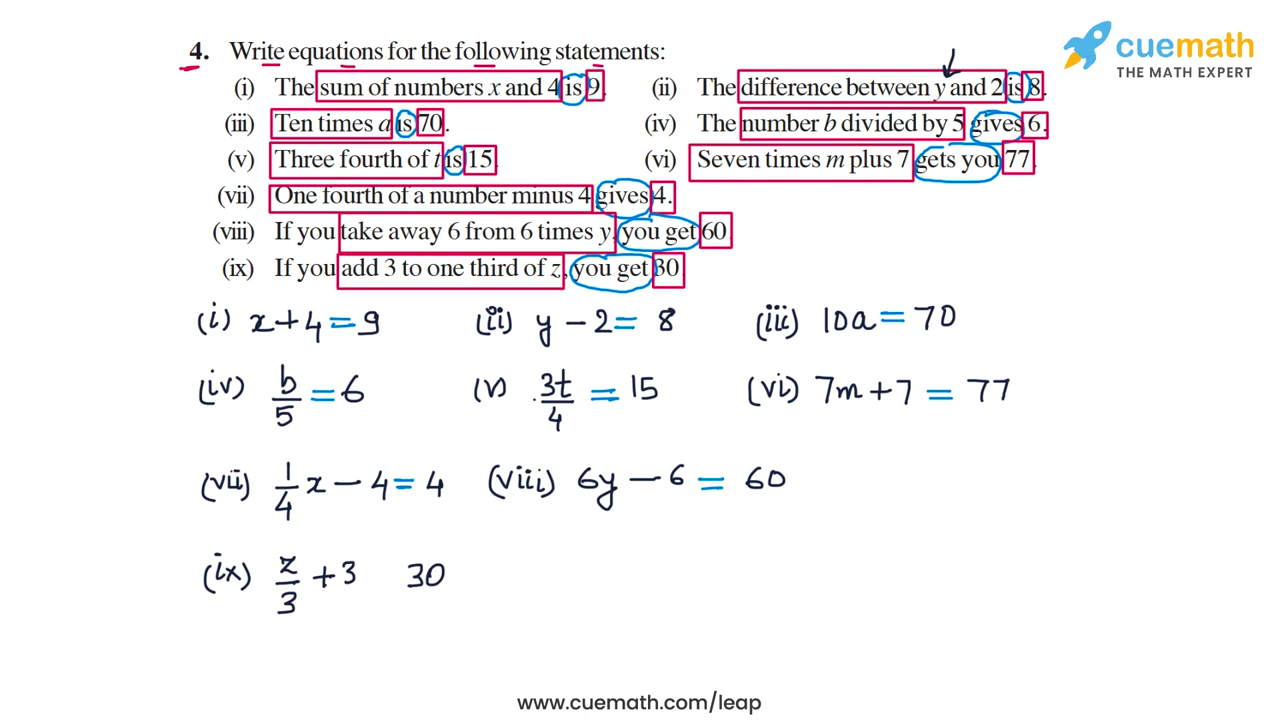 cuemath
THE MATH EXPERT
4. Write equations for the following statements:
(i) The sum of numbers x and 4 is 9. (ii) The difference between y and 2 is 8.
(iii) Ten times a is 70. (iv) The number b divided by 5 gives 6.
(v) Three fourth of t is 15. (vi) Seven times m plus 7 gets you 77.
(vii) One fourth of a number minus 4 gives 4.
(viii) If you take away 6 from 6 times y, you get 60.
(ix) If you add 3 to one third of z, you get 30
(i) x + 4 = 9 (ii) y - 2 = 8 (iii) 10a = 70
(iv) b/5 = 6 (v) 3t/4 = 15 (vi) 7m + 7 = 77
(vii) 1/4 x - 4 = 4 (viii) 6y - 6 = 60
(ix) z/3 + 3 30
www.cuemath.com/leap